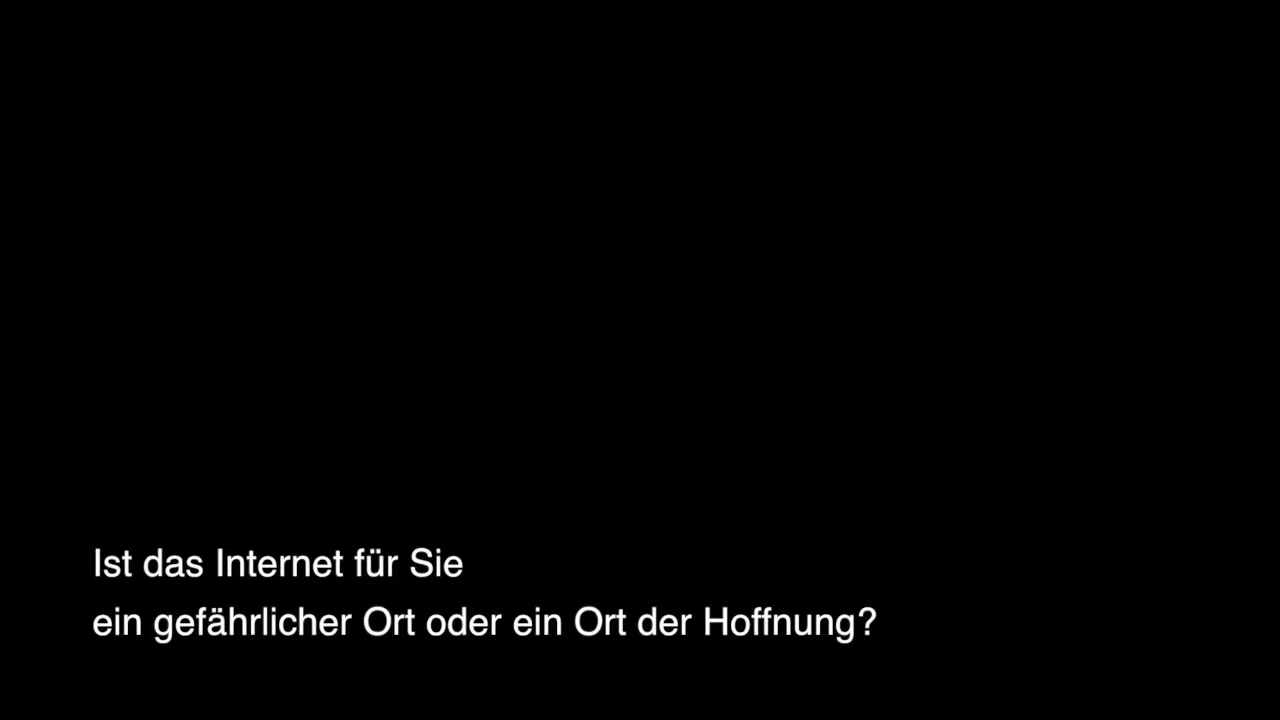 Ist das Internet für Sie
ein gefährlicher Ort oder ein Ort der Hoffnung?